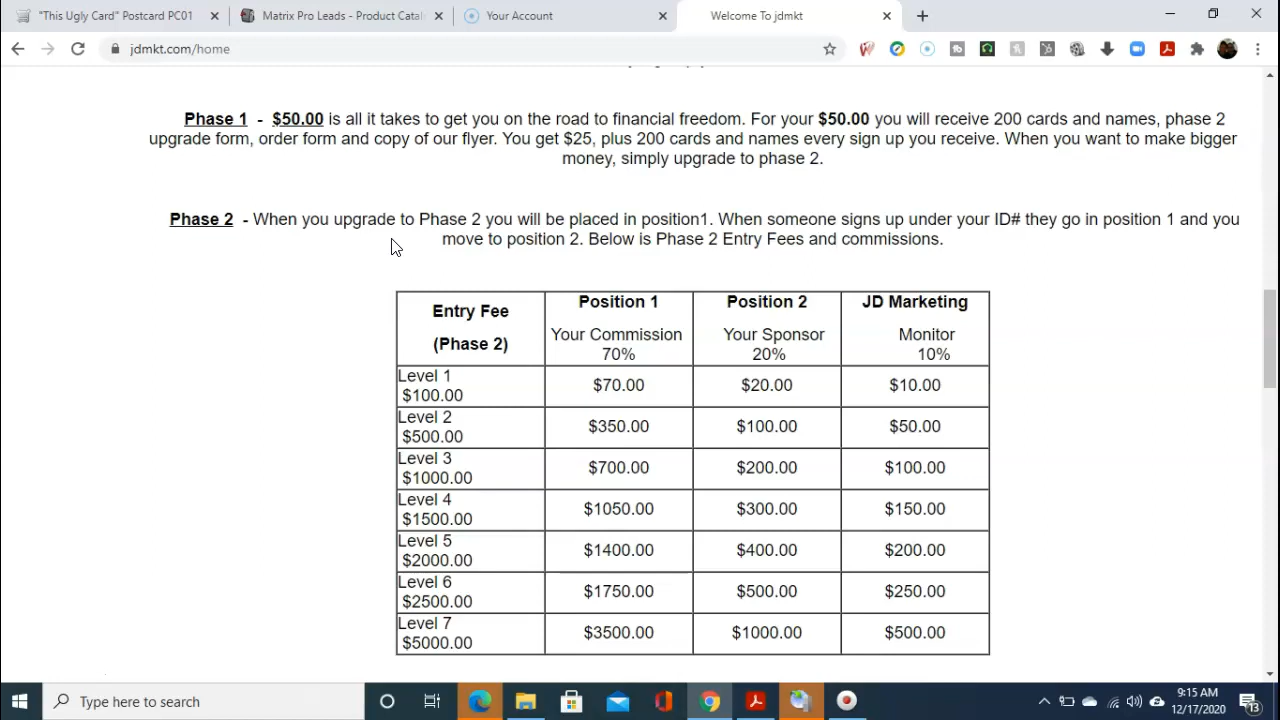 "This Ugly Card" Postcard PC01
Matrix Pro Leads - Product Catal
Your Account
Welcome To jdmkt
jdmkt.com/home
Phase 1 - $50.00 is all it takes to get you on the road to financial freedom. For your $50.00 you will receive 200 cards and names, phase 2
upgrade form, order form and copy of our flyer. You get $25, plus 200 cards and names every sign up you receive. When you want to make bigger
money, simply upgrade to phase 2.
Phase 2 - When you upgrade to Phase 2 you will be placed in position1. When someone signs up under your ID# they go in position 1 and you
move to position 2. Below is Phase 2 Entry Fees and commissions.
Entry Fee
(Phase 2)
Position 1
Your Commission
70%
Position 2
Your Sponsor
20%
JD Marketing
Monitor
10%
Level 1
$100.00
$70.00
$20.00
$10.00
Level 2
$500.00
$350.00
$100.00
$50.00
Level 3
$1000.00
$700.00
$200.00
$100.00
Level 4
$1500.00
$1050.00
$300.00
$150.00
Level 5
$2000.00
$1400.00
$400.00
$200.00
Level 6
$2500.00
$1750.00
$500.00
$250.00
Level 7
$5000.00
$3500.00
$1000.00
$500.00
Type here to search
9:15 AM
12/17/2020
13